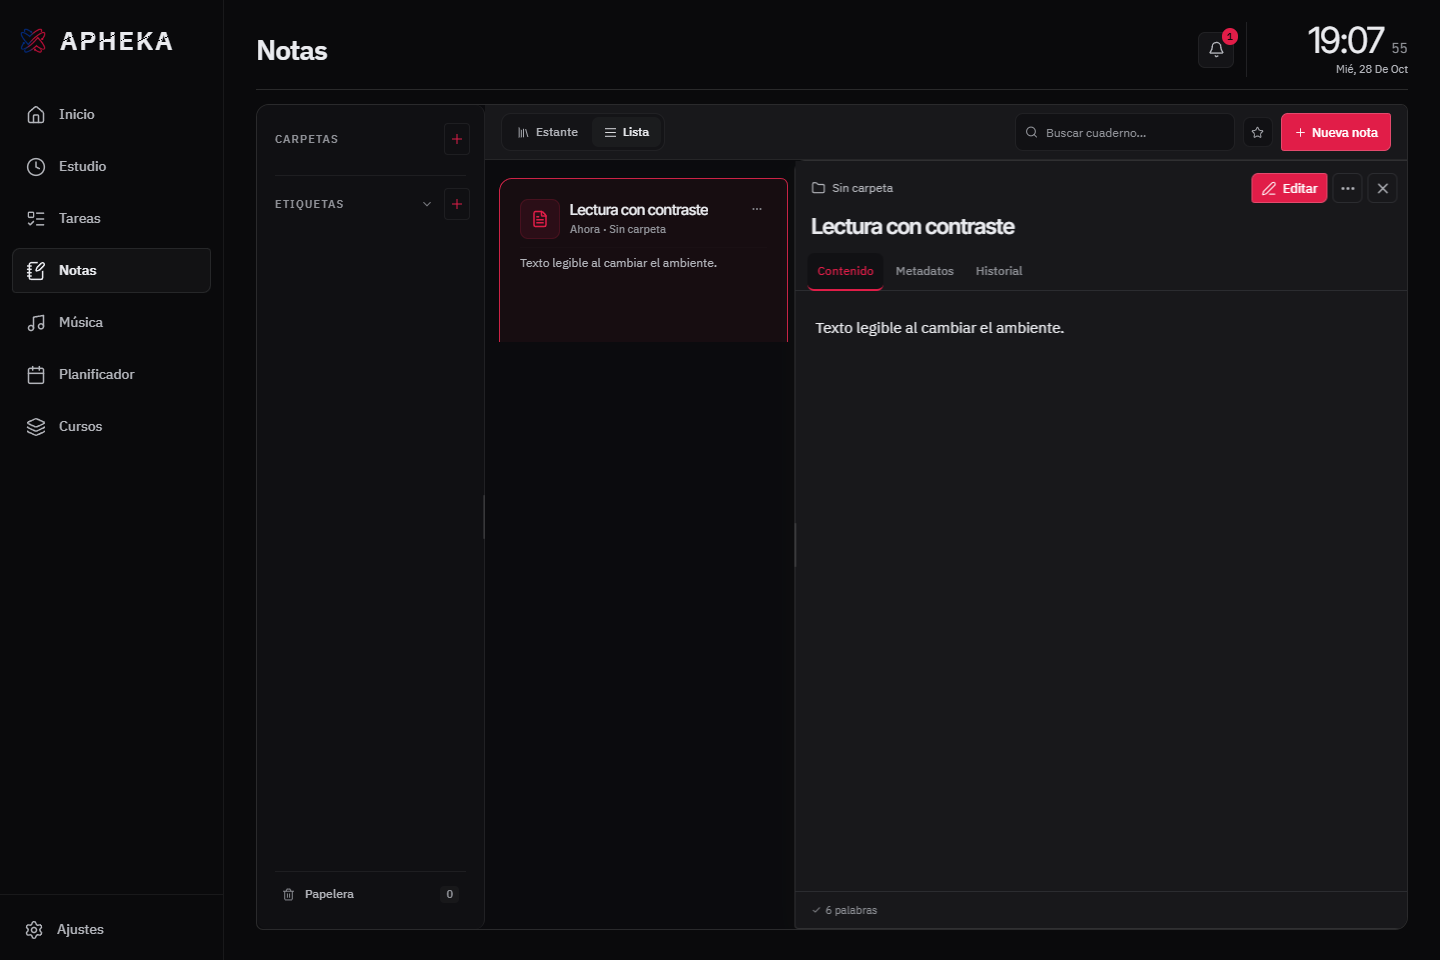 APHEKA
Inicio
Estudio
Tareas
Notas
Música
Planificador
Cursos
Ajustes
Notas
1
19:07 55
Mié, 28 De Oct
CARPETAS
ETIQUETAS
Papelera 0
Estante Lista
Buscar cuaderno...
Nueva nota
Lectura con contraste
Ahora • Sin carpeta
Texto legible al cambiar el ambiente.
Sin carpeta
Editar
Lectura con contraste
Contenido Metadatos Historial
Texto legible al cambiar el ambiente.
6 palabras